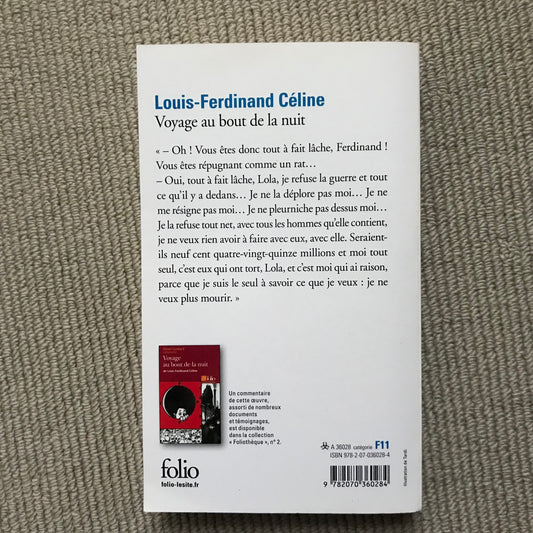 Louis-Ferdinand Céline
Voyage au bout de la nuit
« – Oh ! Vous êtes donc tout à fait lâche, Ferdinand !
Vous êtes répugnant comme un rat…
– Oui, tout à fait lâche, Lola, je refuse la guerre et tout
ce qu'il y a dedans… Je ne la déplore pas moi… Je ne
me résigne pas moi… Je ne pleurniche pas dessus moi…
Je la refuse tout net, avec tous les hommes qu'elle contient,
je ne veux rien avoir à faire avec eux, avec elle. Seraient-
ils neuf cent quatre-vingt-quinze millions et moi tout
seul, c'est eux qui ont tort, Lola, et c'est moi qui ai raison,
parce que je suis le seul à savoir ce que je veux : je ne
veux plus mourir. »
Voyage
au bout de la nuit
de Louis-Ferdinand Céline
Un commentaire
de cette œuvre,
assorti de nombreux
documents
et témoignages,
est disponible
dans la collection
« Foliothèque », n° 2.
folio
folio-lesite.fr
A 36028 catégorie F11
ISBN 978-2-07-036028-4
9 782070 360284
Illustration de Tardi.